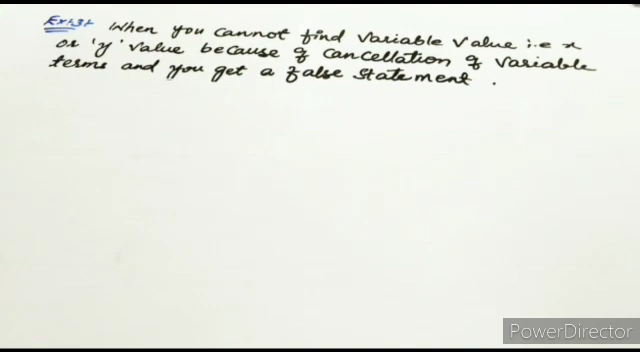 Ex:-3:- When you cannot find Variable Value i.e x
or 'y' value because of cancellation of variable
terms and you get a false statement .
PowerDirector